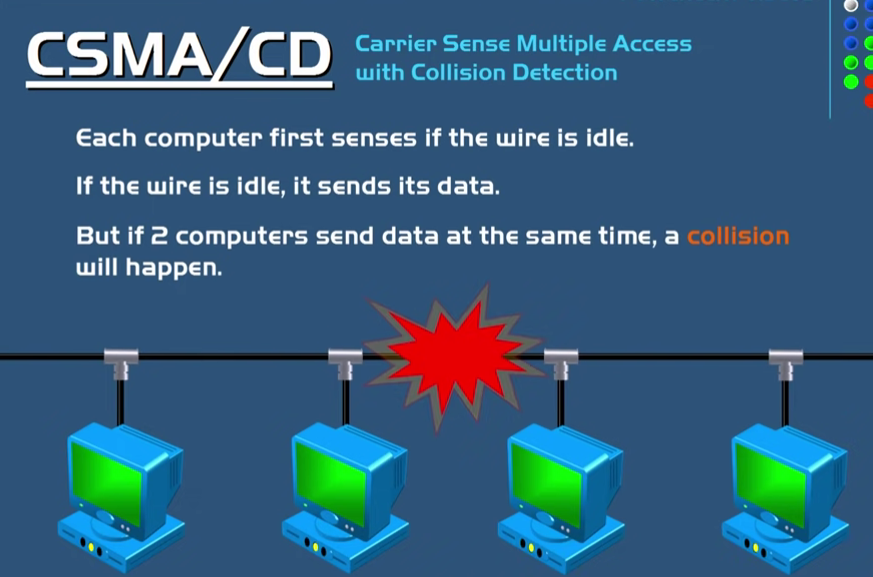 CSMA/CD
Carrier Sense Multiple Access
with Collision Detection
Each computer first senses if the wire is idle.
If the wire is idle, it sends its data.
But if 2 computers send data at the same time, a collision
will happen.